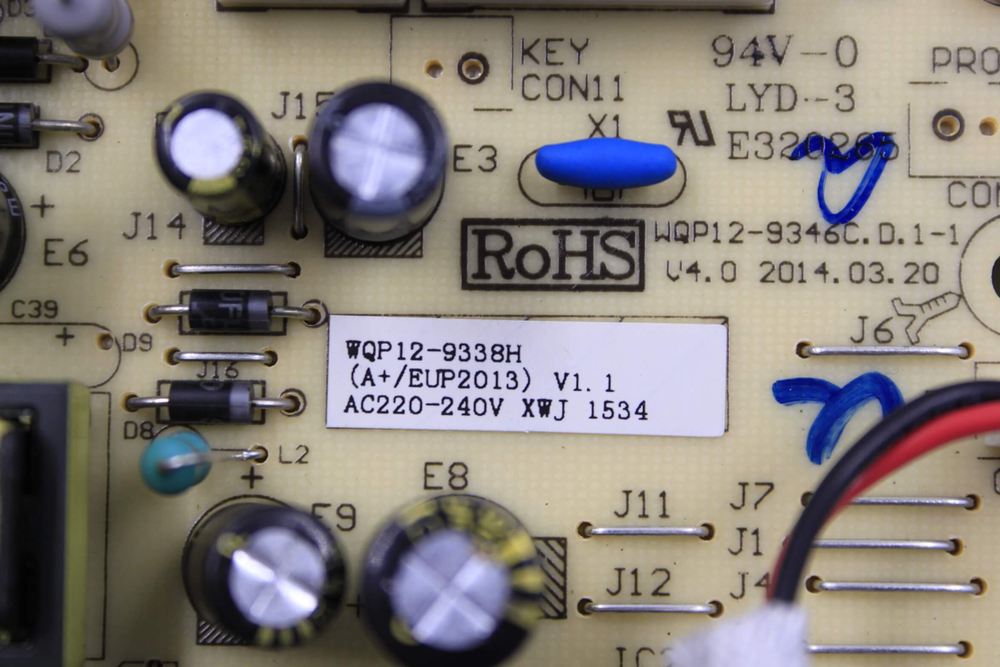 KEY
CON11
94V-0
LYD-3
PRO
X1
J15
E3
D2
J14
E6
RoHS
WQP12-9346C.D.1-1
V4.0 2014.03.20
C39
D9
J6
J16
WQP12-9338H
(A+/EUP2013) V1.1
AC220-240V XWJ 1534
D8
L2
E8
E9
J11
J7
J1
J12
J4